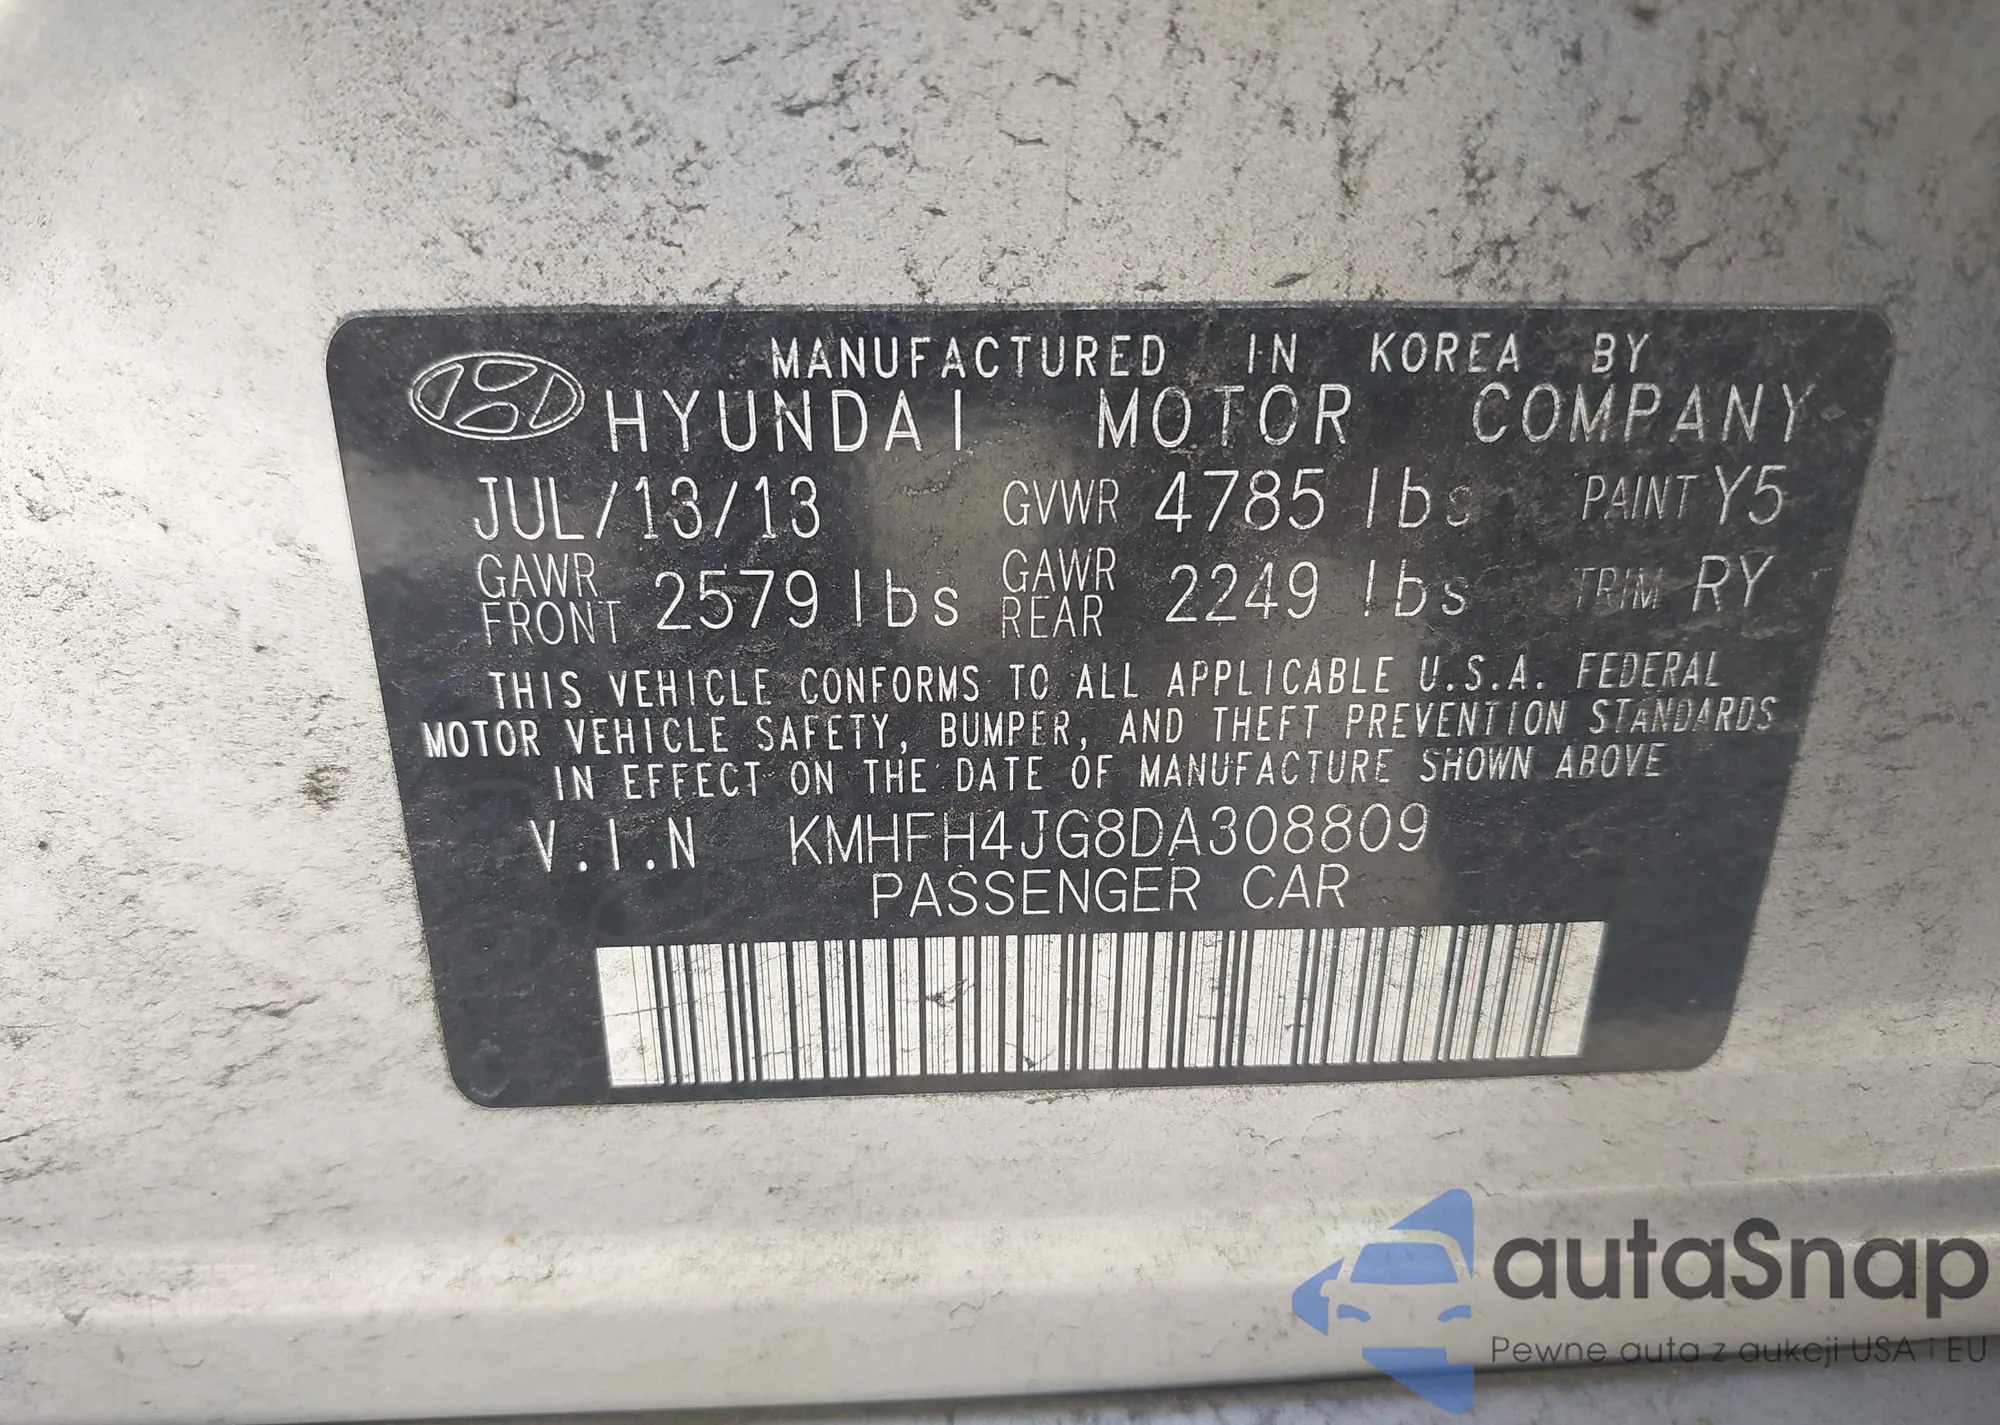 MANUFACTURED IN KOREA BY
HYUNDAI MOTOR COMPANY
JUL/13/13 GVWR 4785 lbs PAINT Y5
GAWR FRONT 2579 lbs GAWR REAR 2249 lbs TRIM RY
THIS VEHICLE CONFORMS TO ALL APPLICABLE U.S.A. FEDERAL
MOTOR VEHICLE SAFETY, BUMPER, AND THEFT PREVENTION STANDARDS
IN EFFECT ON THE DATE OF MANUFACTURE SHOWN ABOVE
V.I.N KMHFH4JG8DA308809
PASSENGER CAR
autaSnap
Pewne auta z aukcji USA i EU